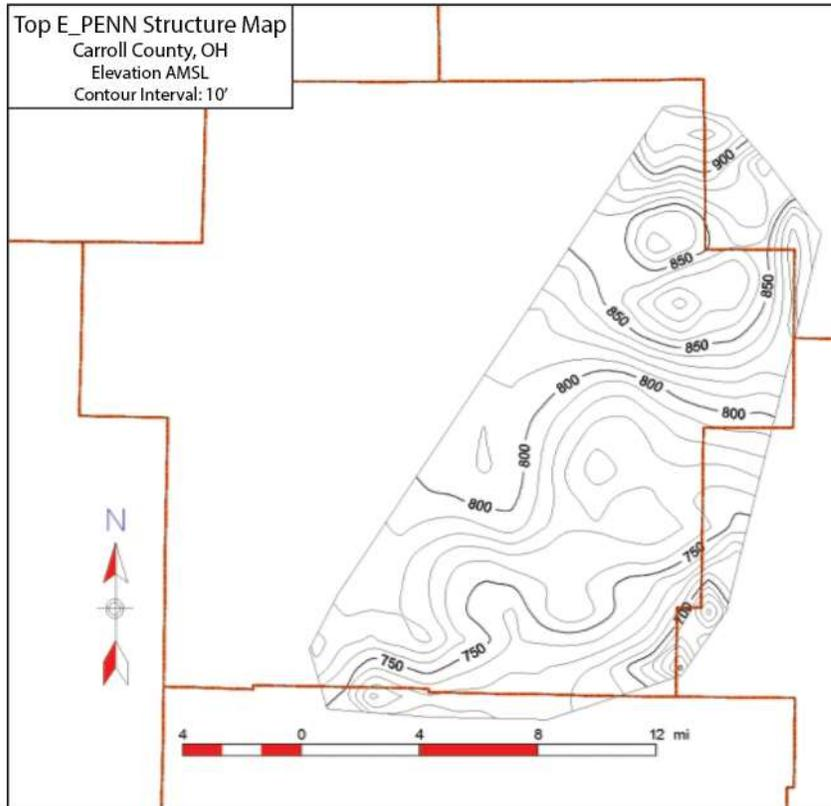 Top E_PENN Structure Map
Carroll County, OH
Elevation AMSL
Contour Interval: 10'
900
850
850
850
850
800
800
800
800
800
750
N
700
750
750
4 0 4 8 12 mi